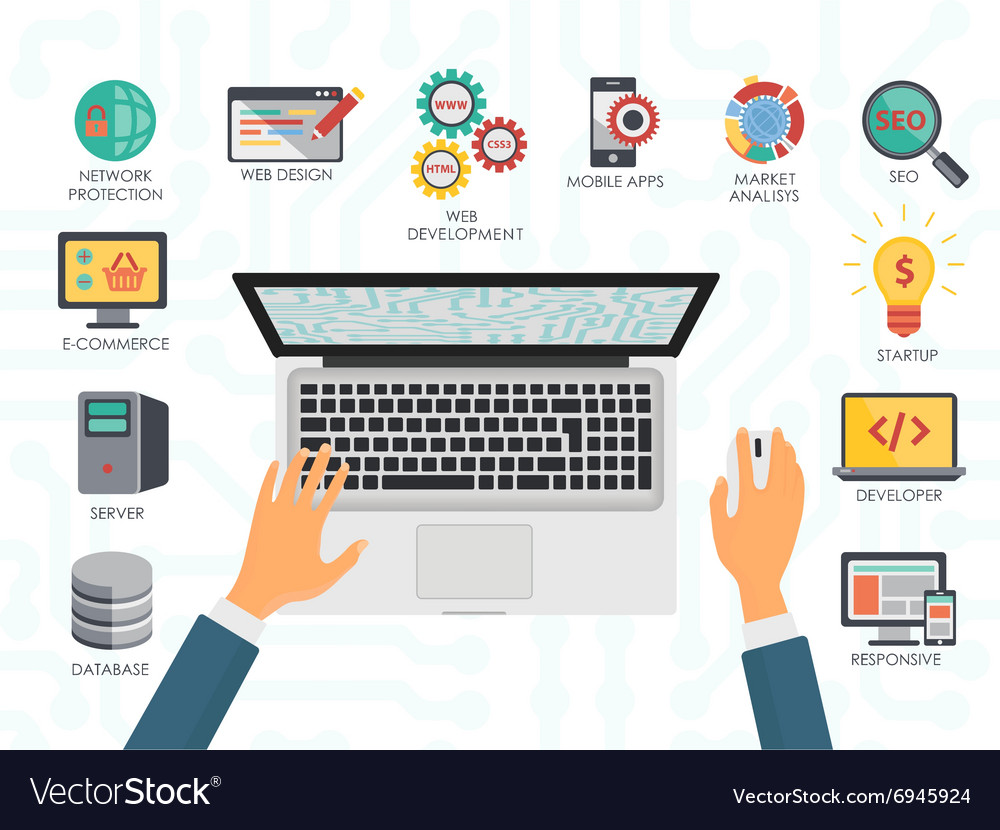 WWW
CSS3
HTML
SEO
NETWORK
PROTECTION
WEB DESIGN
WEB
DEVELOPMENT
MOBILE APPS
MARKET
ANALISYS
SEO
E-COMMERCE
$
STARTUP
SERVER
</>
DEVELOPER
DATABASE
RESPONSIVE
VectorStock®
VectorStock.com/6945924